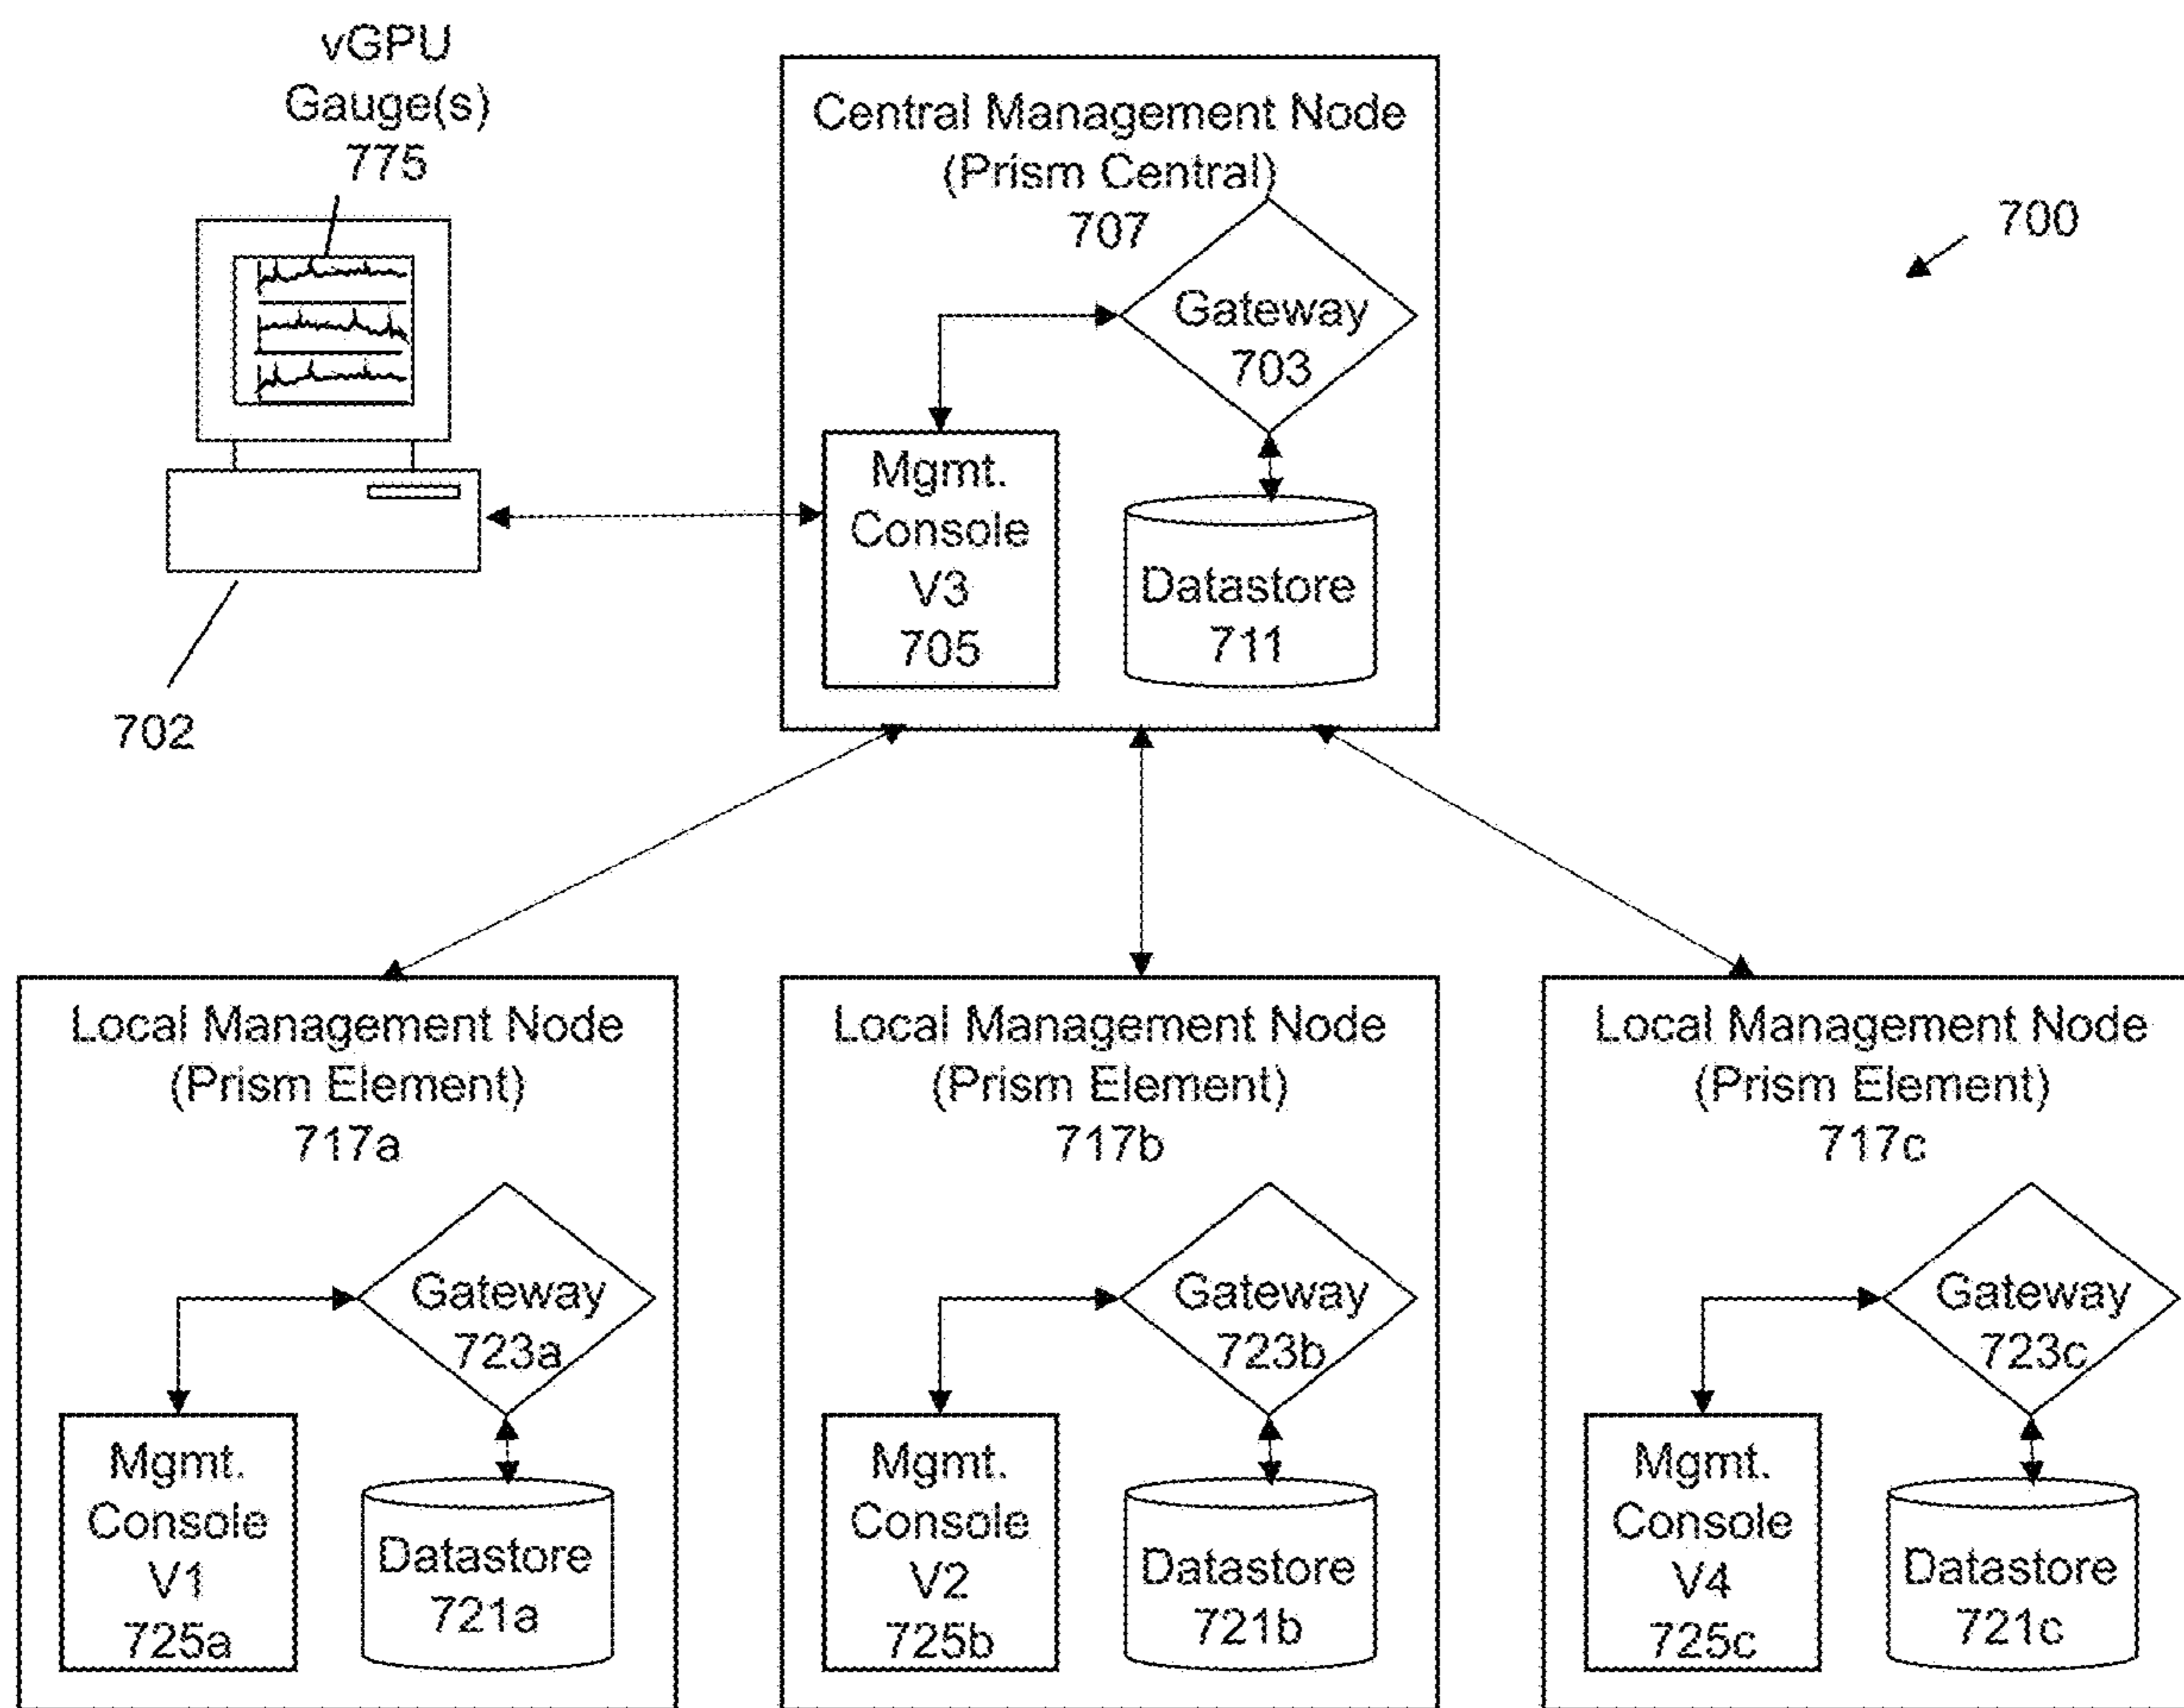 vGPU
Gauge(s)
775
Central Management Node
(Prism Central)
707
700
Gateway
703
Mgmt.
Console
V3
705
Datastore
711
702
Local Management Node
(Prism Element)
717a
Gateway
723a
Mgmt.
Console
V1
725a
Datastore
721a
Local Management Node
(Prism Element)
717b
Gateway
723b
Mgmt.
Console
V2
725b
Datastore
721b
Local Management Node
(Prism Element)
717c
Gateway
723c
Mgmt.
Console
V4
725c
Datastore
721c